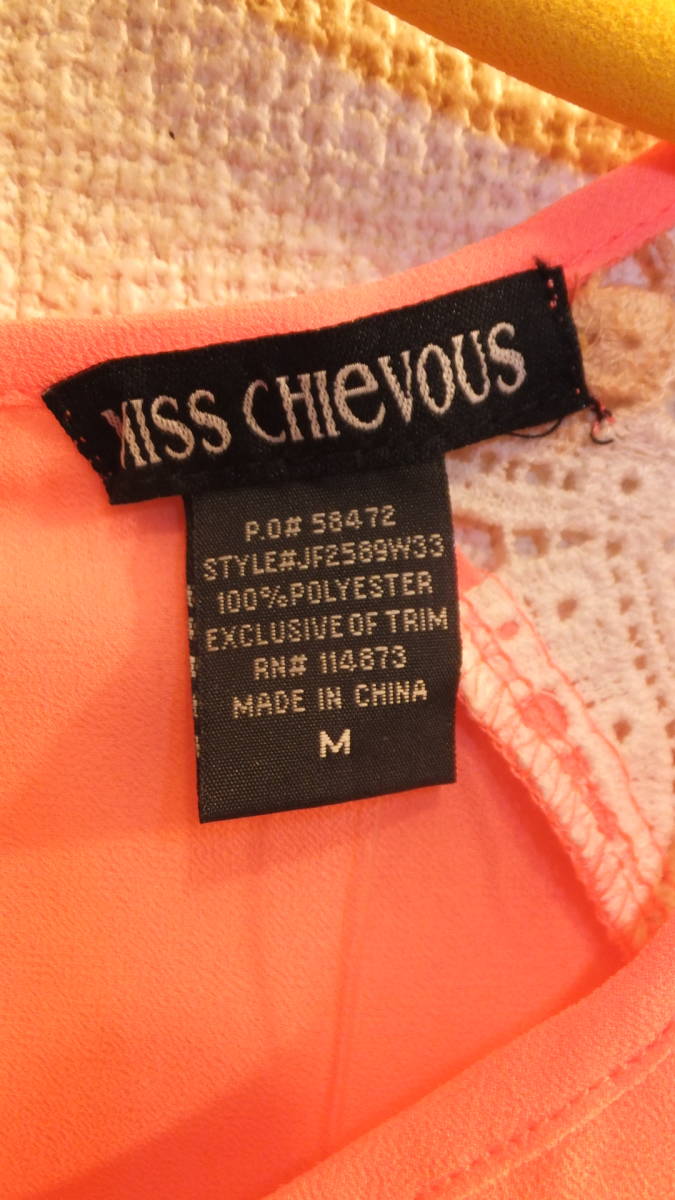 MISS CHIeVOUS
P.O# 58472
STYLE#JF2589W33
100%POLYESTER
EXCLUSIVE OF TRIM
RN# 114873
MADE IN CHINA
M